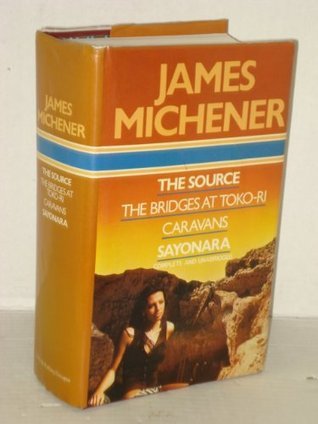 JAMES
MICHENER
THE SOURCE
THE BRIDGES AT
TOKO-RI
CARAVANS
SAYONARA
JAMES
MICHENER
THE SOURCE
THE BRIDGES AT TOKO-RI
CARAVANS
SAYONARA
COMPLETE AND UNABRIDGED